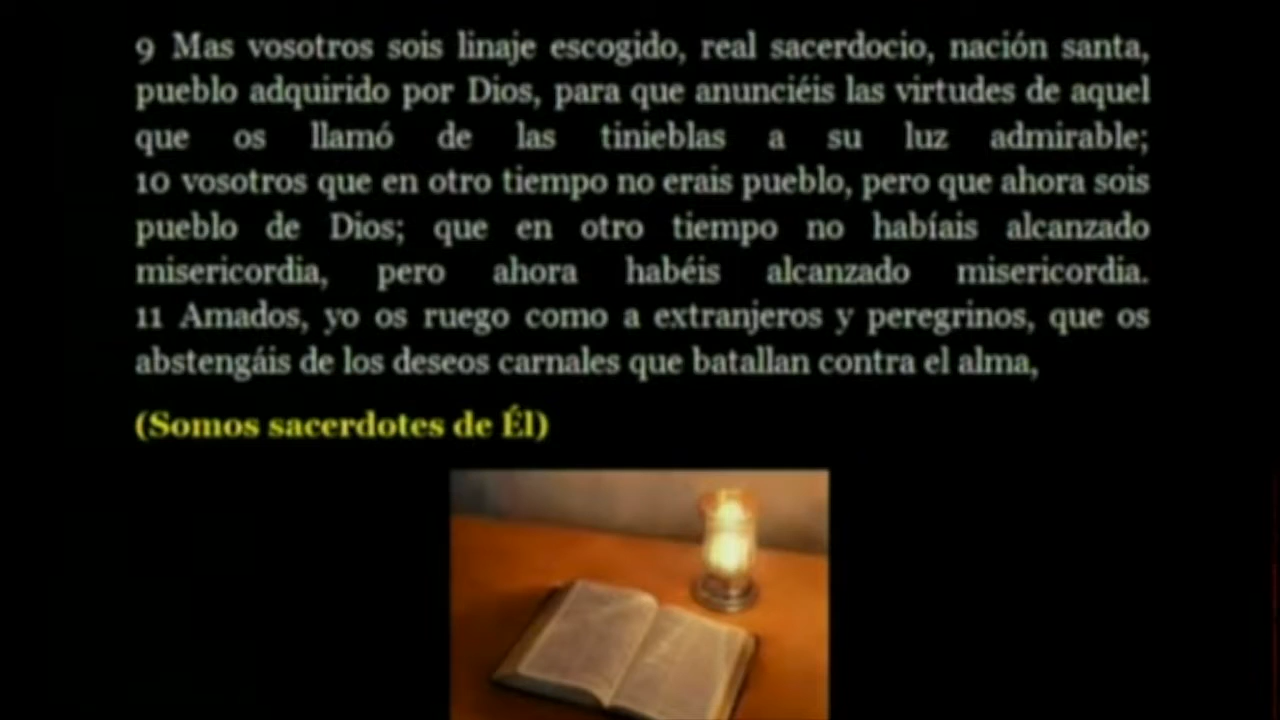 9 Mas vosotros sois linaje escogido, real sacerdocio, nación santa,
pueblo adquirido por Dios, para que anunciéis las virtudes de aquel
que os llamó de las tinieblas a su luz admirable;
10 vosotros que en otro tiempo no erais pueblo, pero que ahora sois
pueblo de Dios; que en otro tiempo no habíais alcanzado
misericordia, pero ahora habéis alcanzado misericordia.
11 Amados, yo os ruego como a extranjeros y peregrinos, que os
abstengáis de los deseos carnales que batallan contra el alma,
(Somos sacerdotes de Él)